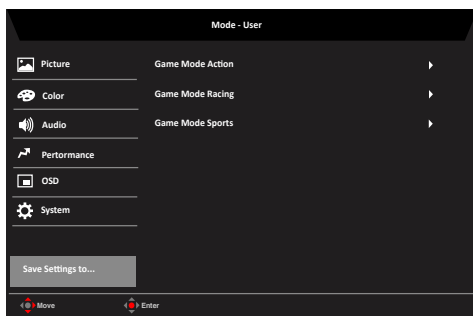 Mode - User
Picture
Game Mode Action
Color
Game Mode Racing
Audio
Game Mode Sports
Pertormance
OSD
System
Save Settings to...
Move
Enter